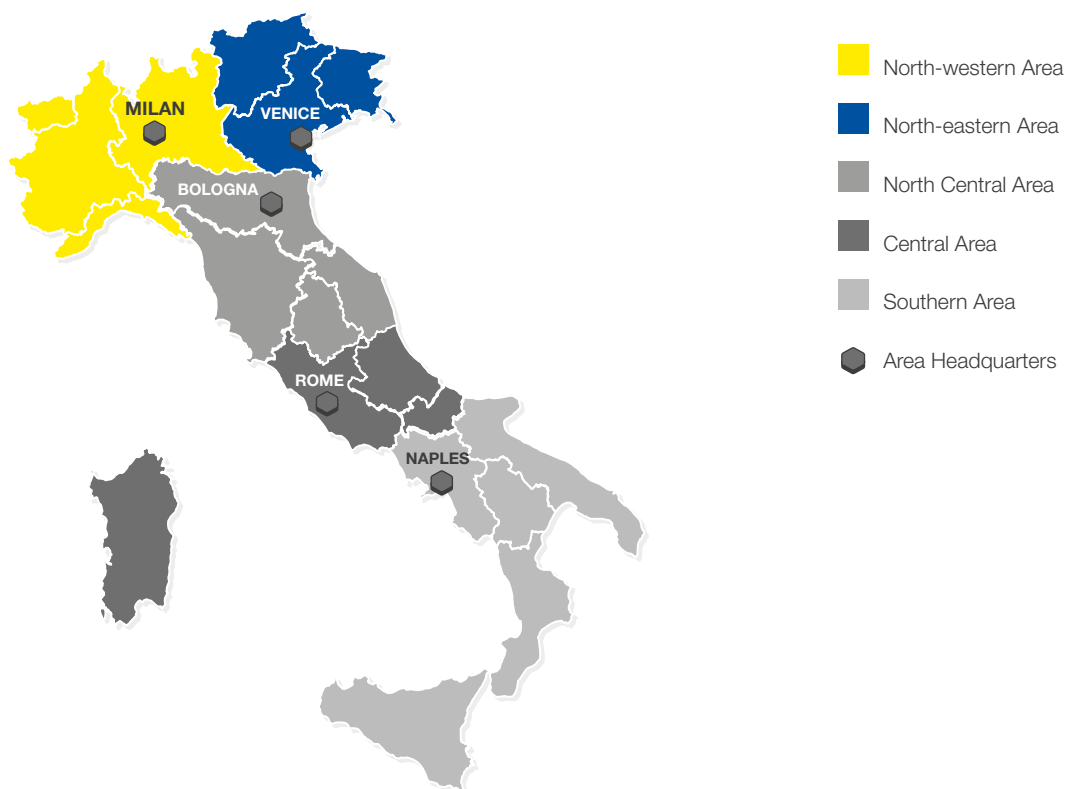 MILAN
VENICE
BOLOGNA
ROME
NAPLES
North-western Area
North-eastern Area
North Central Area
Central Area
Southern Area
Area Headquarters